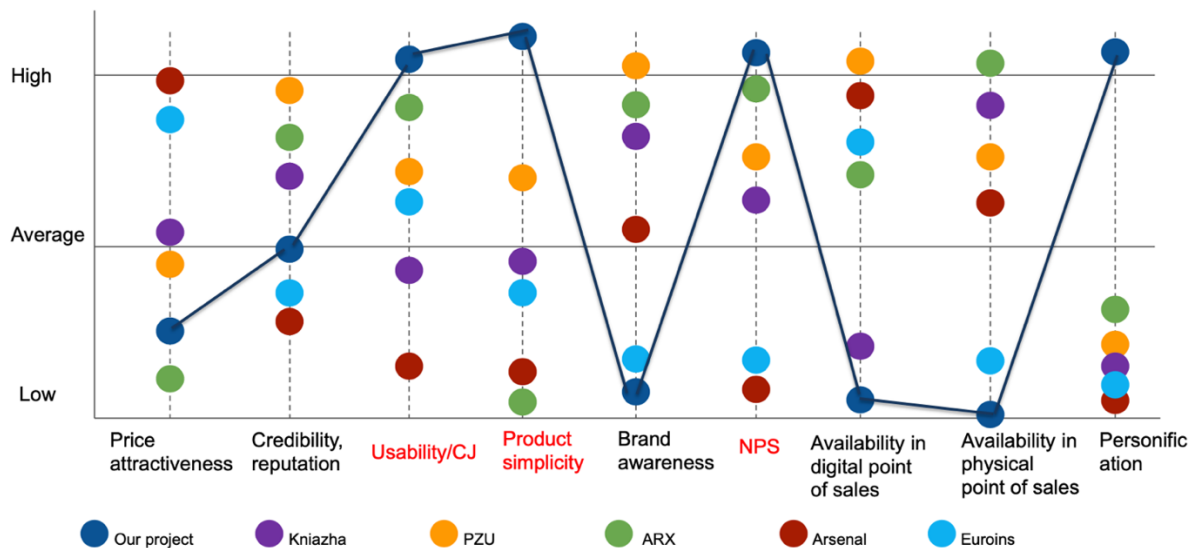 High
Average
Low
Price
attractiveness
Credibility,
reputation
Usability/CJ
Product
simplicity
Brand
awareness
NPS
Availability in
digital point
of sales
Availability in
physical
point of sales
Personific
ation
Our project
Kniazha
PZU
ARX
Arsenal
Euroins